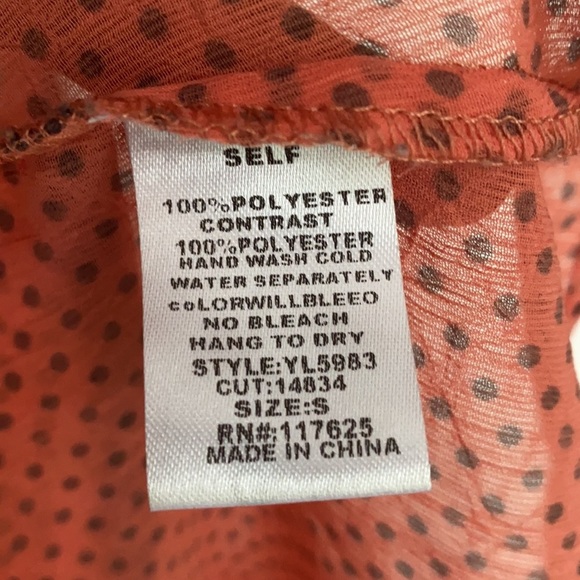 SELF
100%POLYESTER
CONTRAST
100%POLYESTER
HAND WASH COLD
WATER SEPARATELY
coLORWILLBLEEO
NO BLEACH
HANG TO DRY
STYLE:YL5983
CUT:14834
SIZE:S
RN#:117625
MADE IN CHINA